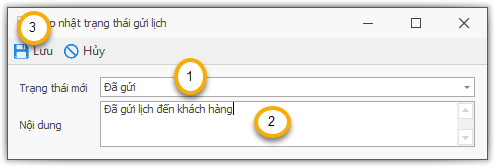 3
nhật trạng thái gửi lịch
Lưu Hủy
1
Trạng thái mới Đã gửi
Nội dung Đã gửi lịch đến khách hàng
2